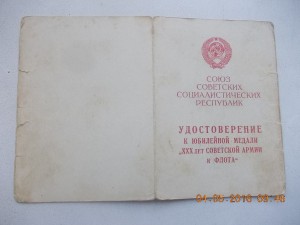 СОЮЗ
СОВЕТСКИХ
СОЦИАЛИСТИЧЕСКИХ
РЕСПУБЛИК
УДОСТОВЕРЕНИЕ
К ЮБИЛЕЙНОЙ МЕДАЛИ
„XXX ЛЕТ СОВЕТСКОЙ АРМИИ
И ФЛОТА“